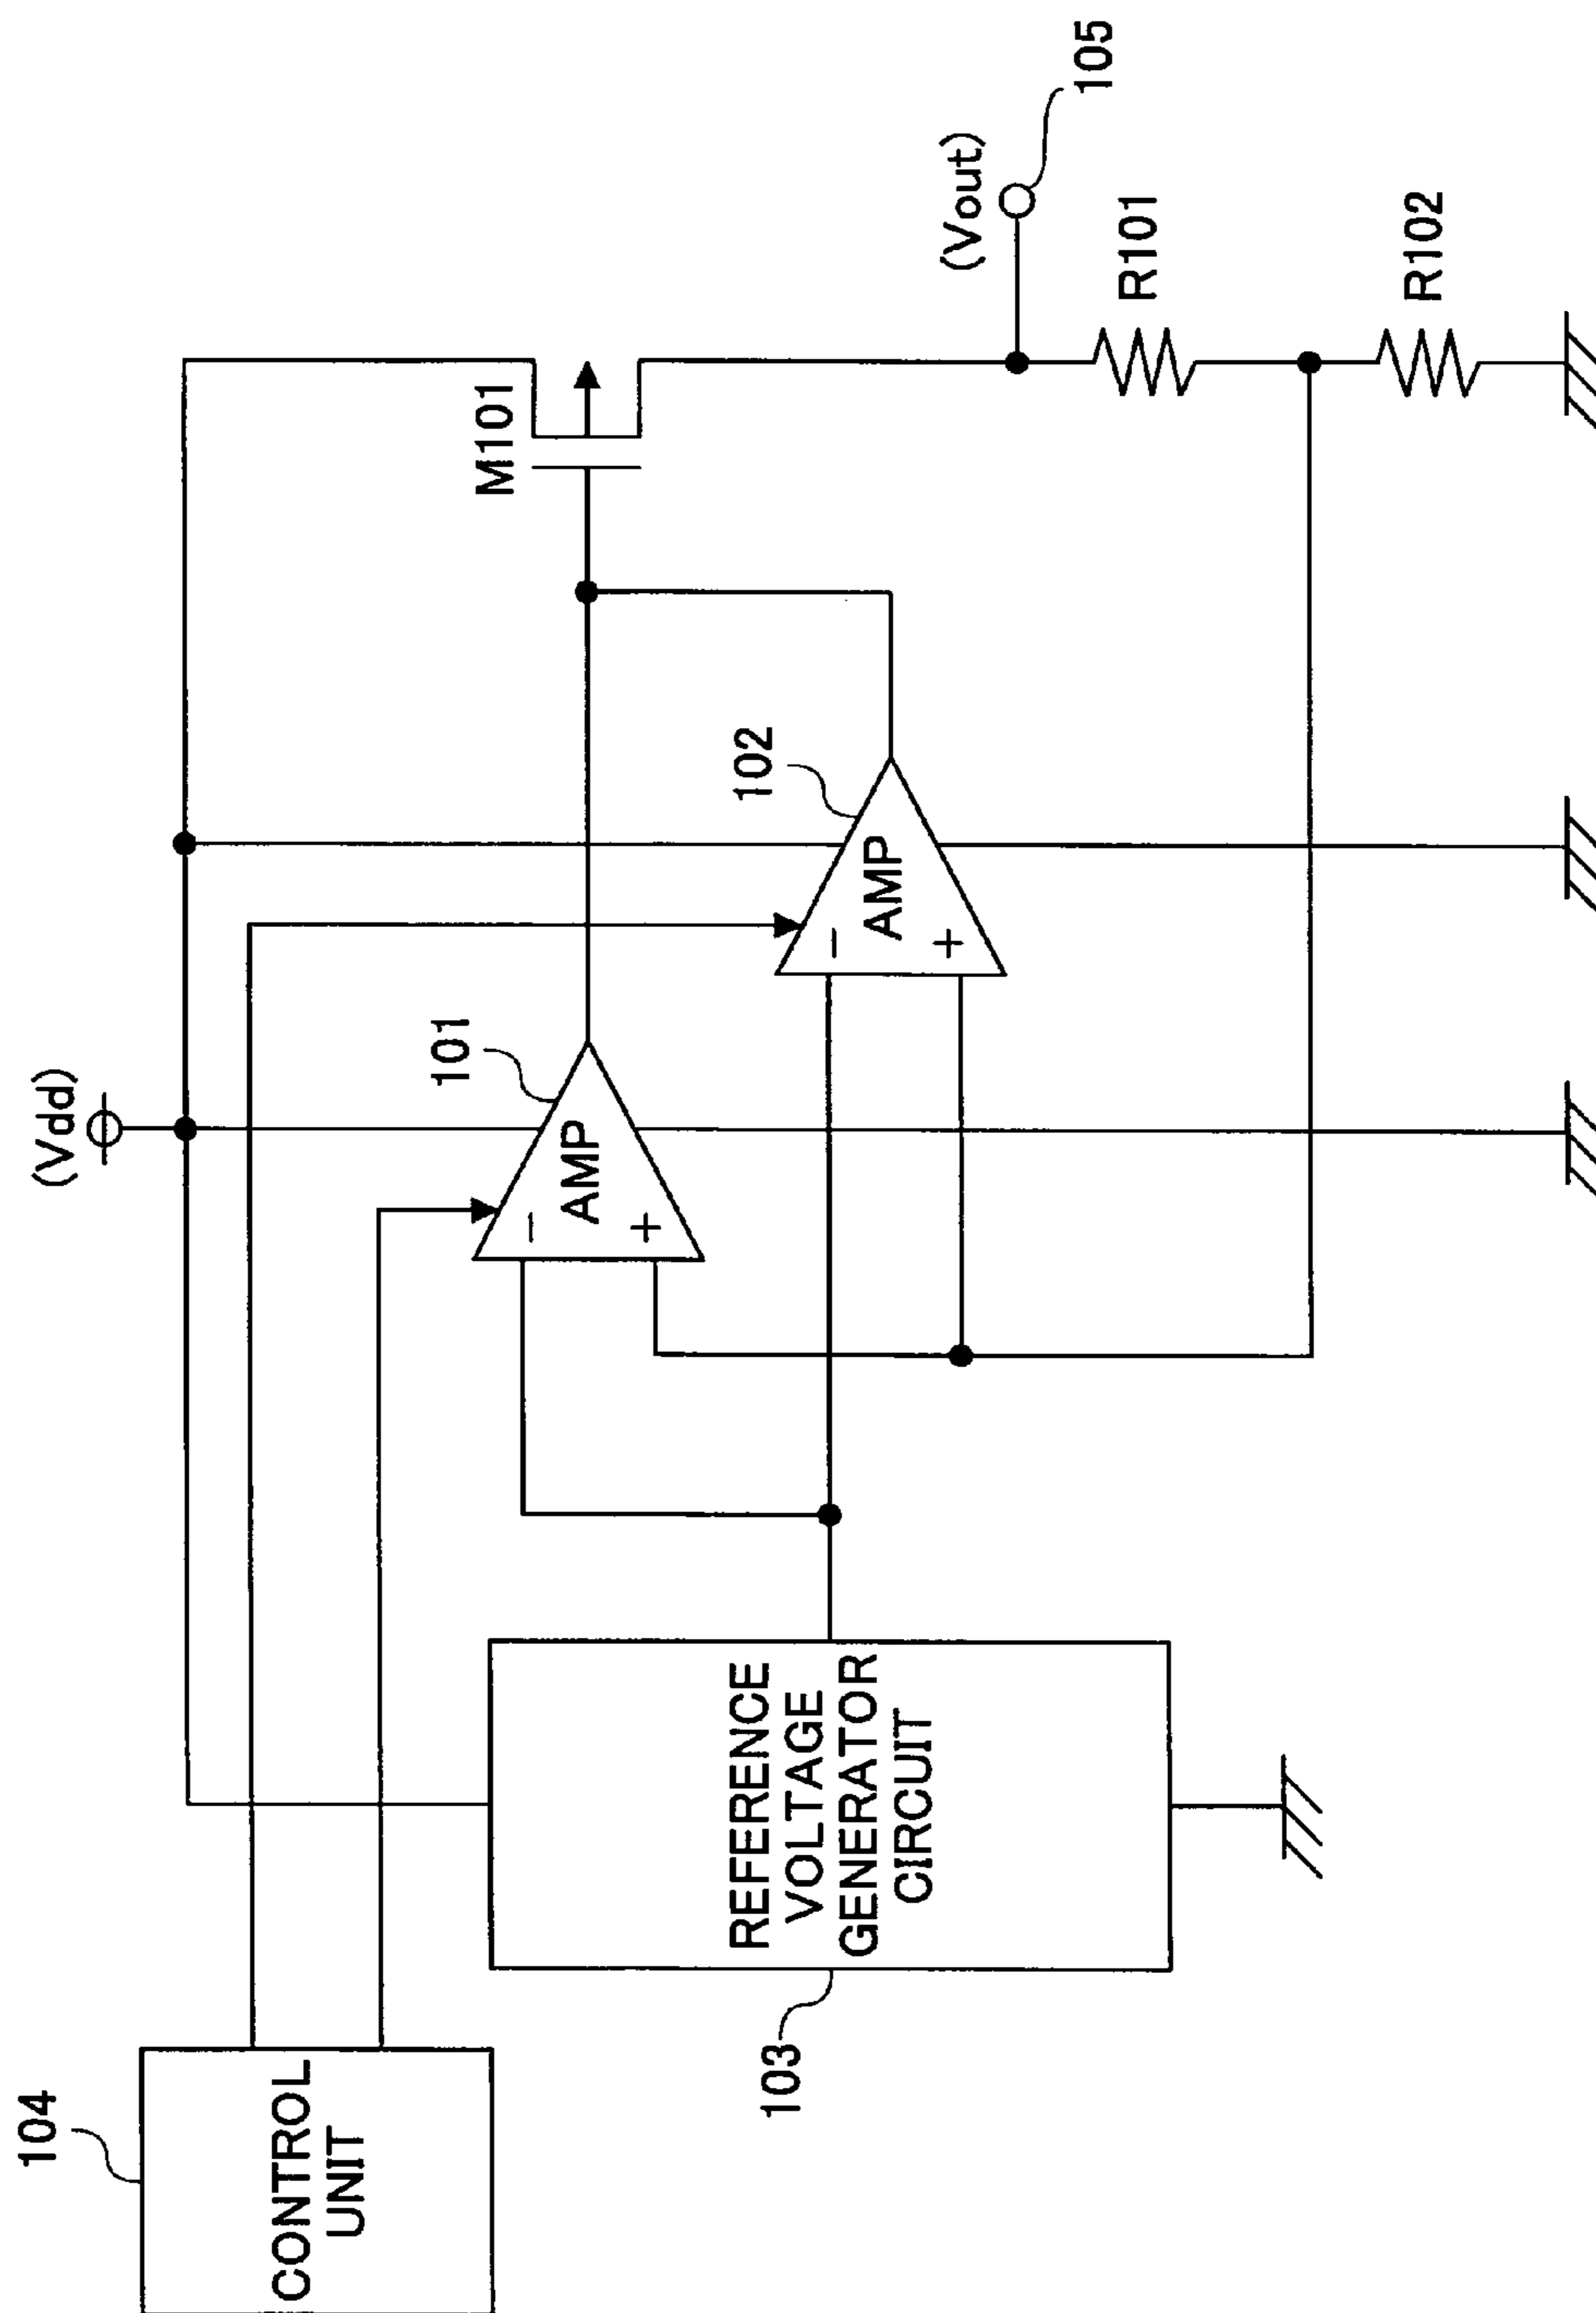 104
CONTROL
UNIT
103
REFERENCE
VOLTAGE
GENERATOR
CIRCUIT
(Vdd)
101
AMP
−
+
102
AMP
−
+
M101
(Vout)
105
R101
R102